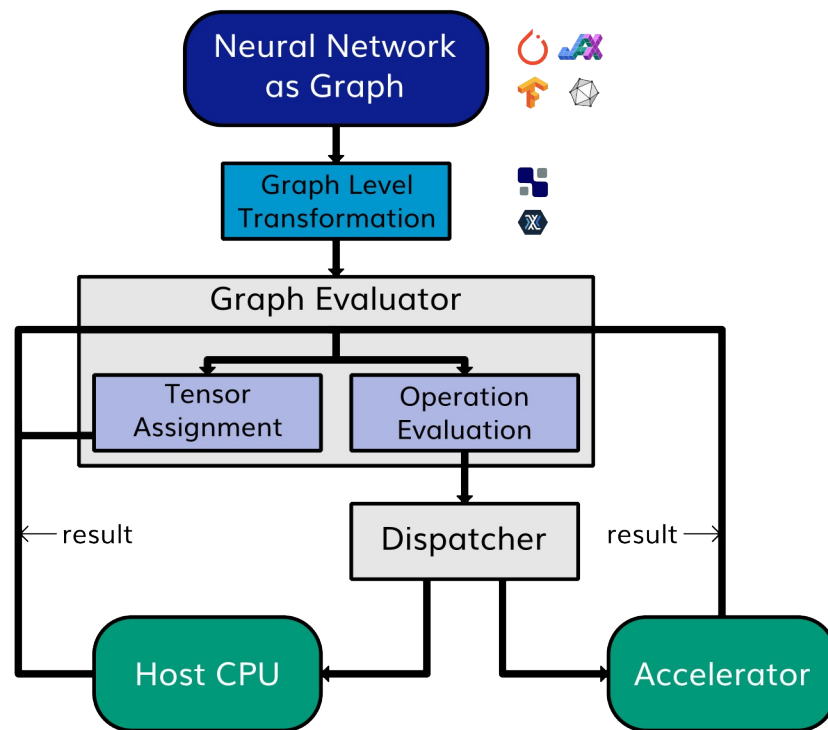 Neural Network
as Graph
JAX
Graph Level
Transformation
Graph Evaluator
Tensor
Assignment
Operation
Evaluation
result
Dispatcher
result
Host CPU
Accelerator